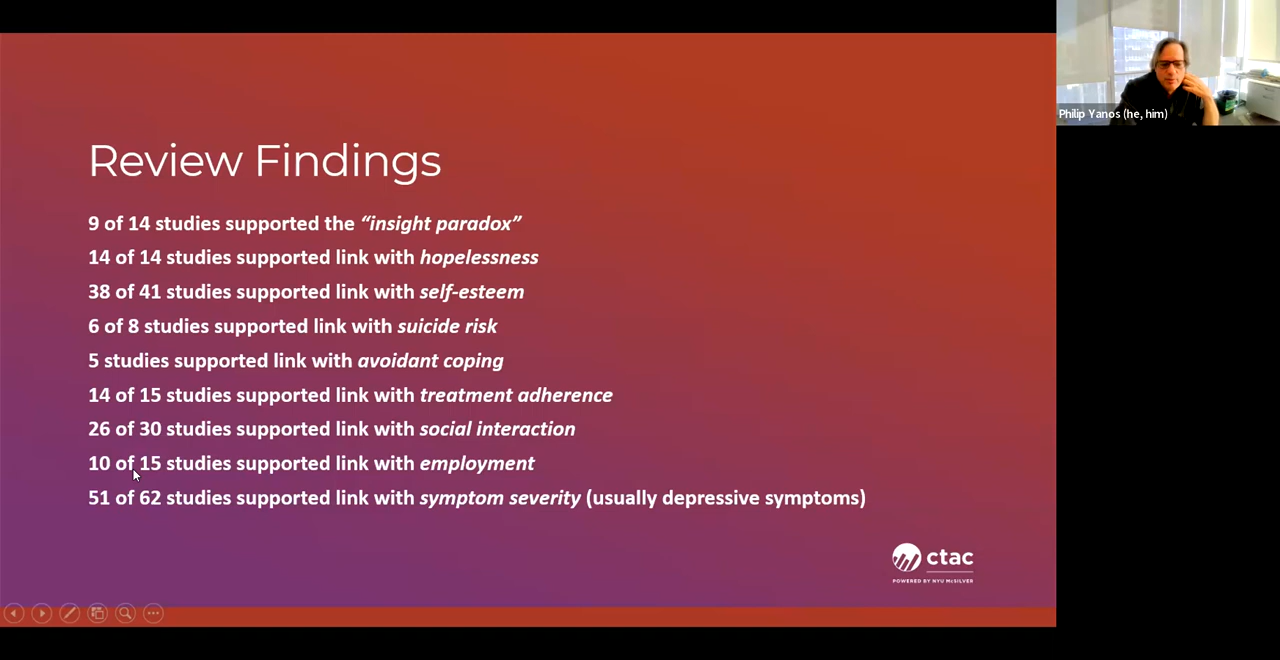 Review Findings
9 of 14 studies supported the “insight paradox”
14 of 14 studies supported link with hopelessness
38 of 41 studies supported link with self-esteem
6 of 8 studies supported link with suicide risk
5 studies supported link with avoidant coping
14 of 15 studies supported link with treatment adherence
26 of 30 studies supported link with social interaction
10 of 15 studies supported link with employment
51 of 62 studies supported link with symptom severity (usually depressive symptoms)
ctac
POWERED BY NYU McSILVER
Philip Yanos (he, him)